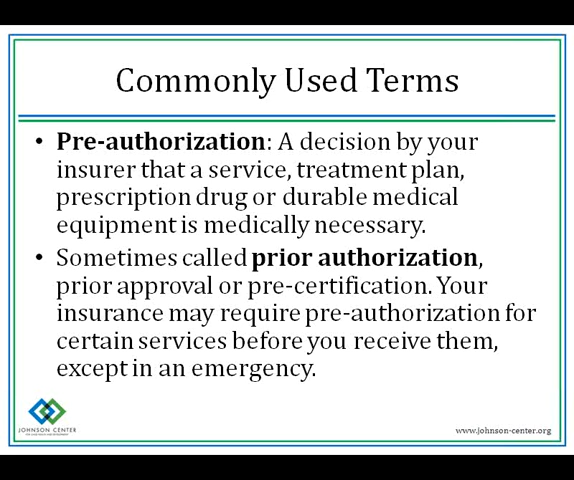 Commonly Used Terms
• Pre-authorization: A decision by your
insurer that a service, treatment plan,
prescription drug or durable medical
equipment is medically necessary.
• Sometimes called prior authorization,
prior approval or pre-certification. Your
insurance may require pre-authorization for
certain services before you receive them,
except in an emergency.
JOHNSON CENTER
www.johnson-center.org